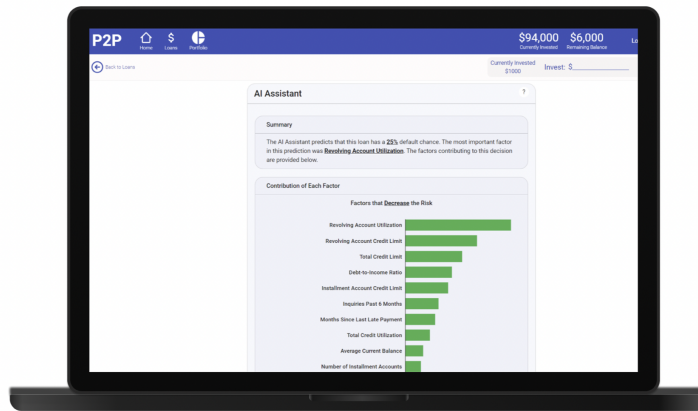 P2P
Home
Loans
Portfolio
$94,000
Currently Invested
$6,000
Remaining Balance
Lo
Back to Loans
Currently Invested
$1000
Invest: $
AI Assistant
?
Summary
The AI Assistant predicts that this loan has a 25% default chance. The most important factor
in this prediction was Revolving Account Utilization. The factors contributing to this decision
are provided below.
Contribution of Each Factor
Factors that Decrease the Risk
Revolving Account Utilization
Revolving Account Credit Limit
Total Credit Limit
Debt-to-Income Ratio
Installment Account Credit Limit
Inquiries Past 6 Months
Months Since Last Late Payment
Total Credit Utilization
Average Current Balance
Number of Installment Accounts